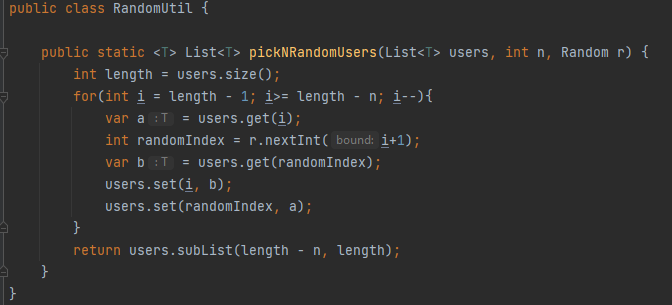 public class RandomUtil {
public static <T> List<T> pickNRandomUsers(List<T> users, int n, Random r) {
int length = users.size();
for(int i = length - 1; i>= length - n; i--){
var a : T = users.get(i);
int randomIndex = r.nextInt( bound: i+1);
var b : T = users.get(randomIndex);
users.set(i, b);
users.set(randomIndex, a);
}
return users.subList(length - n, length);
}
}